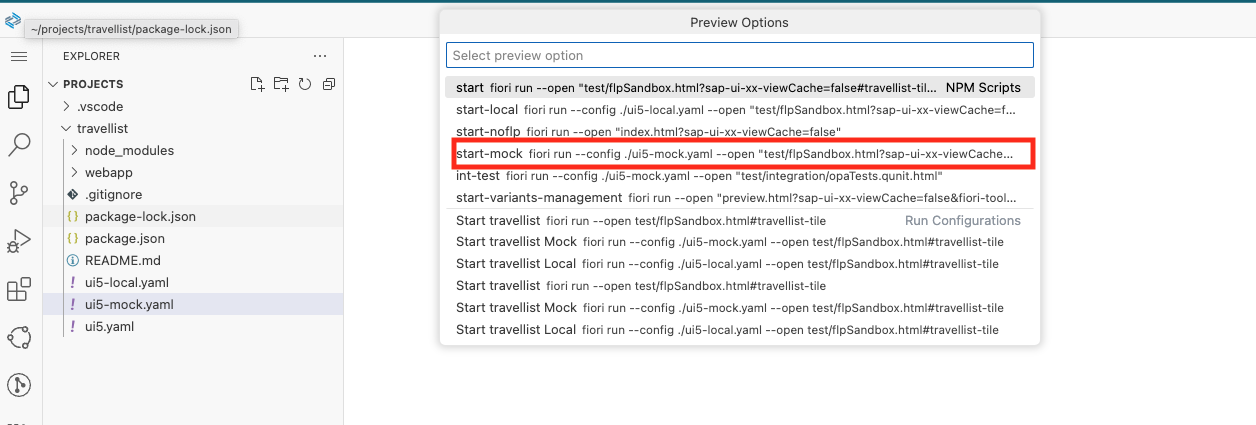 ~/projects/travellist/package-lock.json
EXPLORER
PROJECTS
.vscode
travellist
node_modules
webapp
.gitignore
{} package-lock.json
{} package.json
README.md
! ui5-local.yaml
! ui5-mock.yaml
! ui5.yaml
Preview Options
Select preview option
start fiori run --open "test/flpSandbox.html?sap-ui-xx-viewCache=false#travellist-til... NPM Scripts
start-local fiori run --config ./ui5-local.yaml --open "test/flpSandbox.html?sap-ui-xx-viewCache=f...
start-noflp fiori run --open "index.html?sap-ui-xx-viewCache=false"
start-mock fiori run --config ./ui5-mock.yaml --open "test/flpSandbox.html?sap-ui-xx-viewCache...
int-test fiori run --config ./ui5-mock.yaml --open "test/integration/opaTests.qunit.html"
start-variants-management fiori run --open "preview.html?sap-ui-xx-viewCache=false&fiori-tool...
Start travellist fiori run --open test/flpSandbox.html#travellist-tile Run Configurations
Start travellist Mock fiori run --config ./ui5-mock.yaml --open test/flpSandbox.html#travellist-tile
Start travellist Local fiori run --config ./ui5-local.yaml --open test/flpSandbox.html#travellist-tile
Start travellist fiori run --open test/flpSandbox.html#travellist-tile
Start travellist Mock fiori run --config ./ui5-mock.yaml --open test/flpSandbox.html#travellist-tile
Start travellist Local fiori run --config ./ui5-local.yaml --open test/flpSandbox.html#travellist-tile